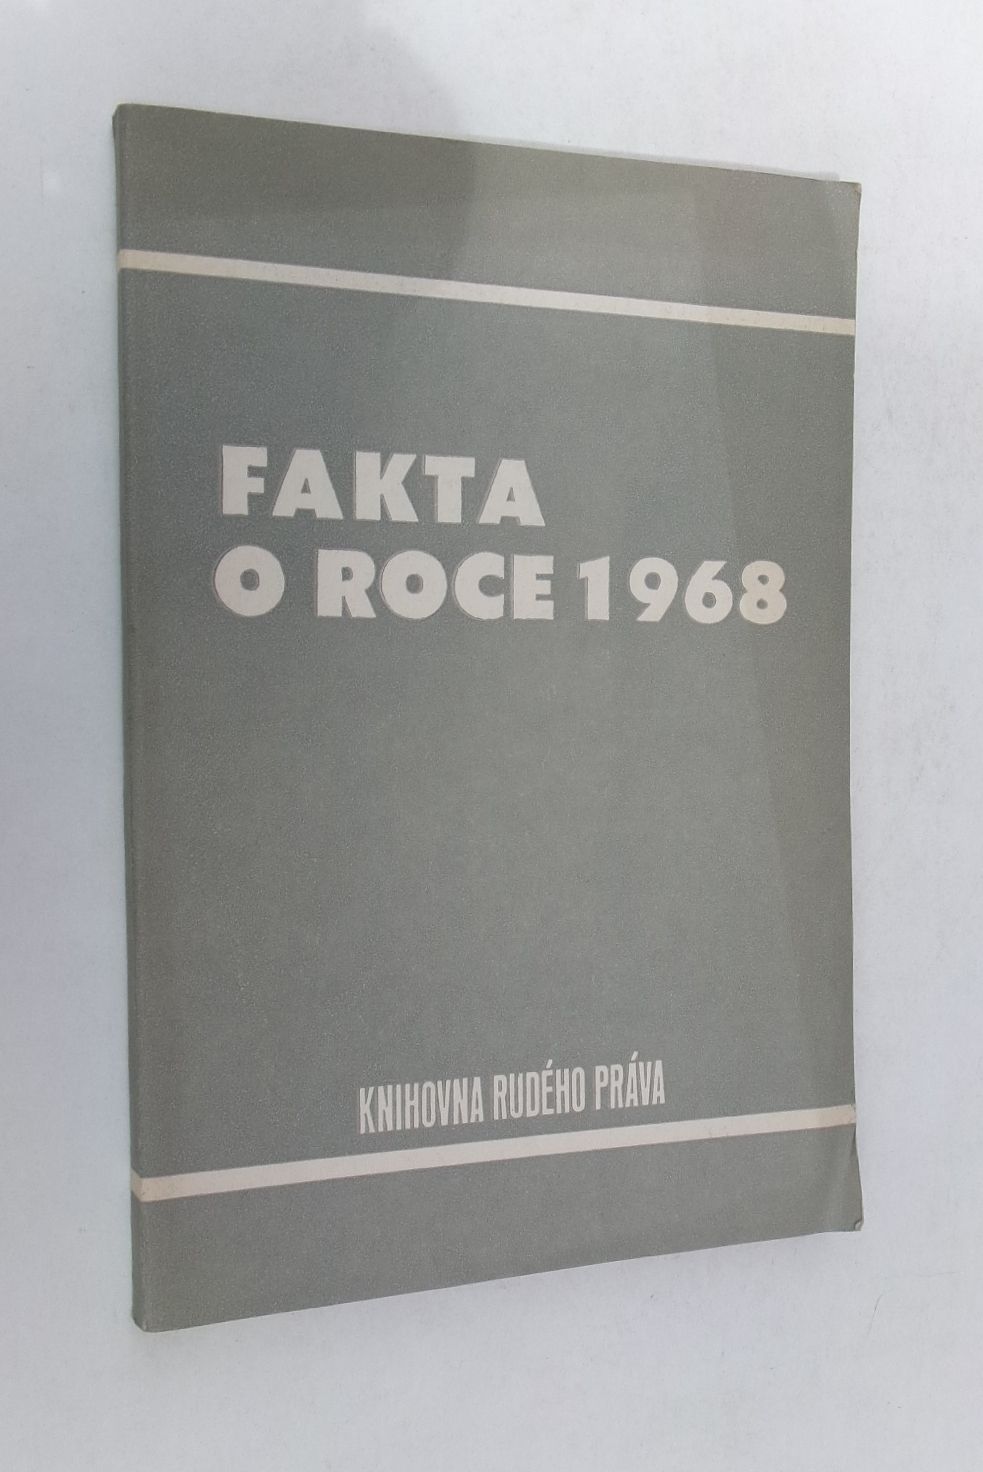 FAKTA
O ROCE 1968
KNIHOVNA RUDÉHO PRÁVA